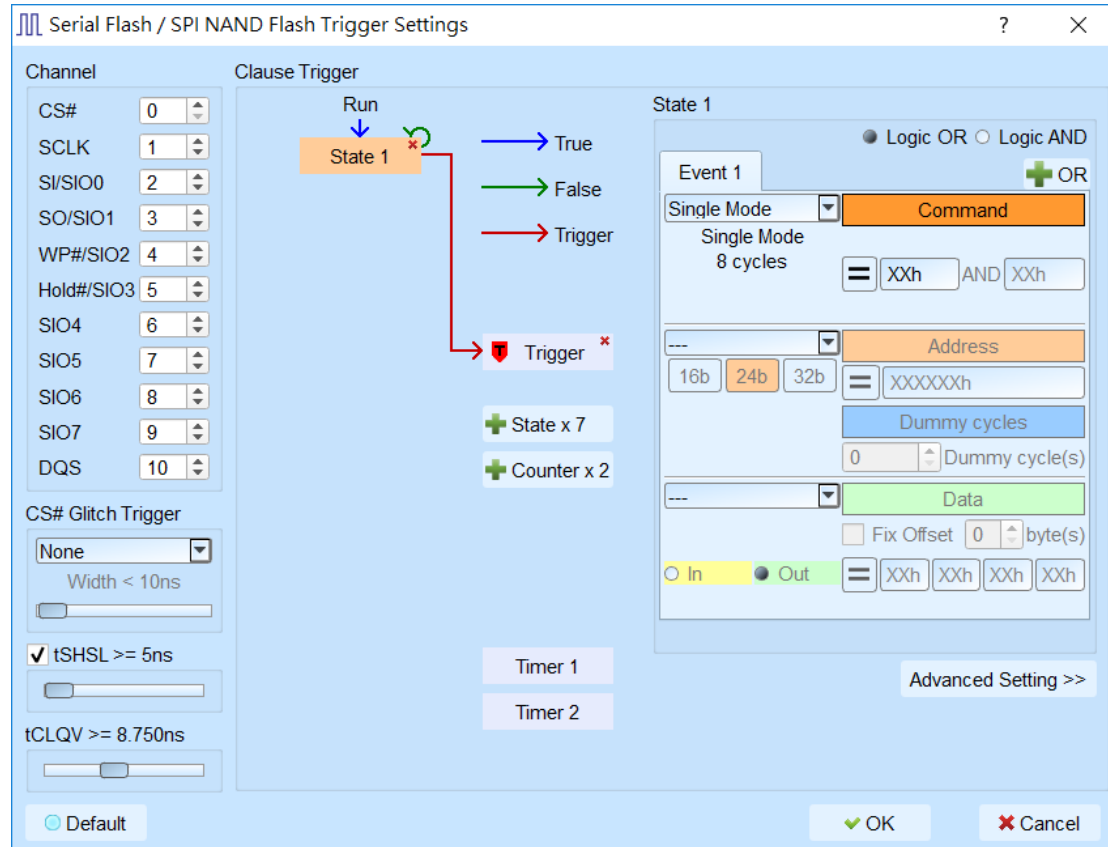 Serial Flash / SPI NAND Flash Trigger Settings
?
Channel
CS# 0
SCLK 1
SI/SIO0 2
SO/SIO1 3
WP#/SIO2 4
Hold#/SIO3 5
SIO4 6
SIO5 7
SIO6 8
SIO7 9
DQS 10
CS# Glitch Trigger
None
Width < 10ns
tSHSL >= 5ns
tCLQV >= 8.750ns
Default
Clause Trigger
Run
State 1
True
False
Trigger
T Trigger
State x 7
Counter x 2
Timer 1
Timer 2
State 1
Logic OR Logic AND
Event 1
OR
Single Mode
Command
Single Mode
8 cycles
= XXh AND XXh
---
Address
16b 24b 32b
= XXXXXXh
Dummy cycles
0 Dummy cycle(s)
---
Data
Fix Offset 0 byte(s)
In Out = XXh XXh XXh XXh
Advanced Setting >>
OK
Cancel